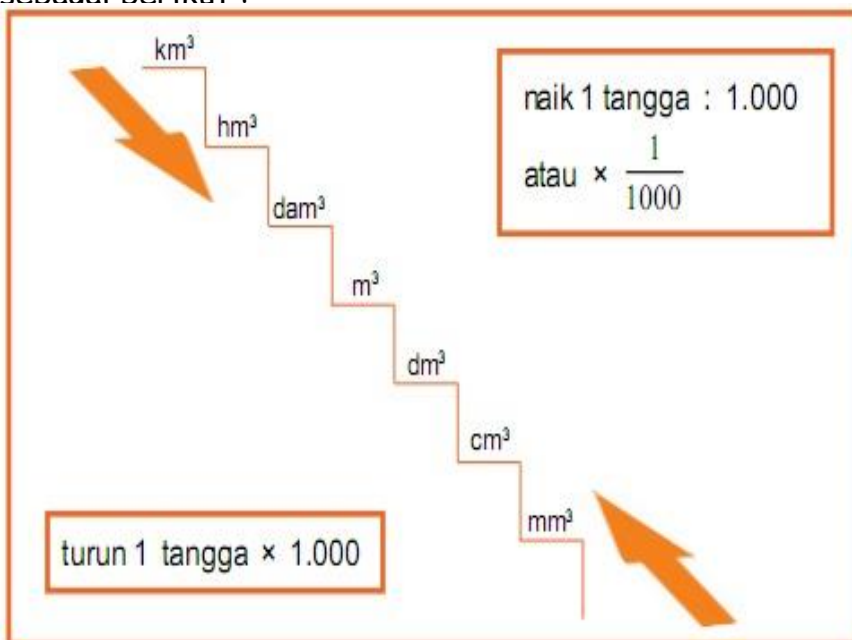 km³
hm³
dam³
m³
dm³
cm³
mm³
naik 1 tangga : 1.000
atau × 1/1000
turun 1 tangga × 1.000